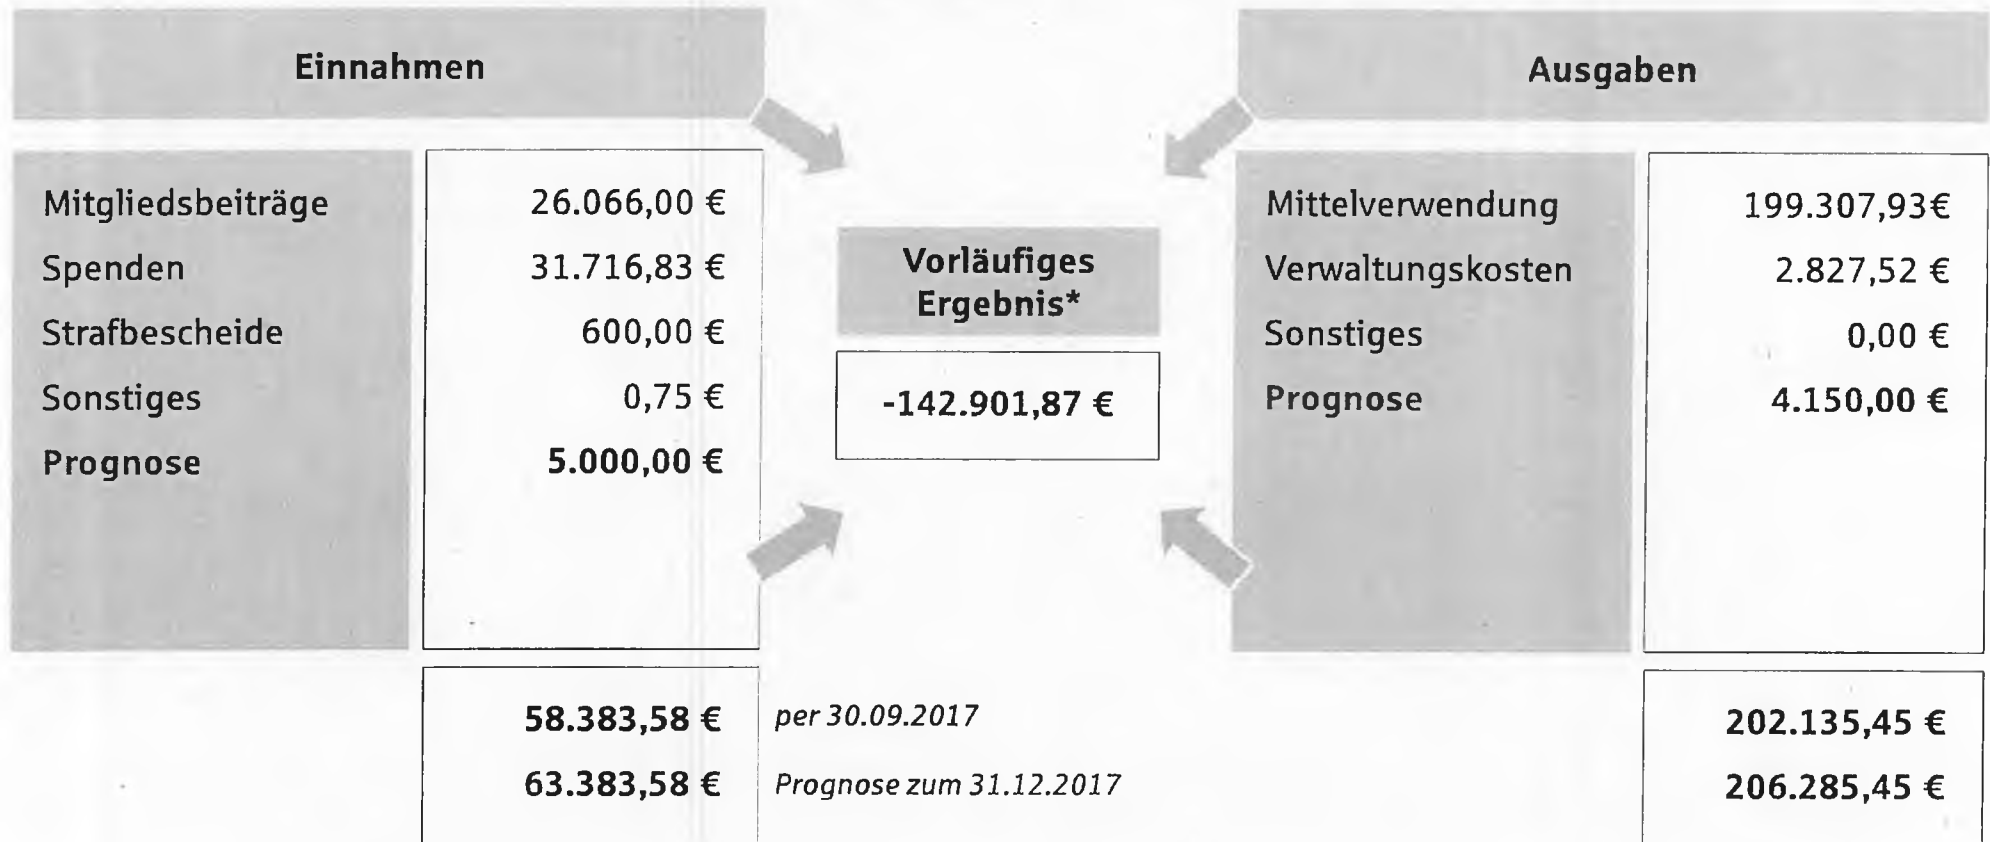 Einnahmen
Mitgliedsbeiträge 26.066,00 €
Spenden 31.716,83 €
Strafbescheide 600,00 €
Sonstiges 0,75 €
Prognose 5.000,00 €
58.383,58 € per 30.09.2017
63.383,58 € Prognose zum 31.12.2017
Vorläufiges
Ergebnis*
-142.901,87 €
Ausgaben
Mittelverwendung 199.307,93€
Verwaltungskosten 2.827,52 €
Sonstiges 0,00 €
Prognose 4.150,00 €
202.135,45 €
206.285,45 €